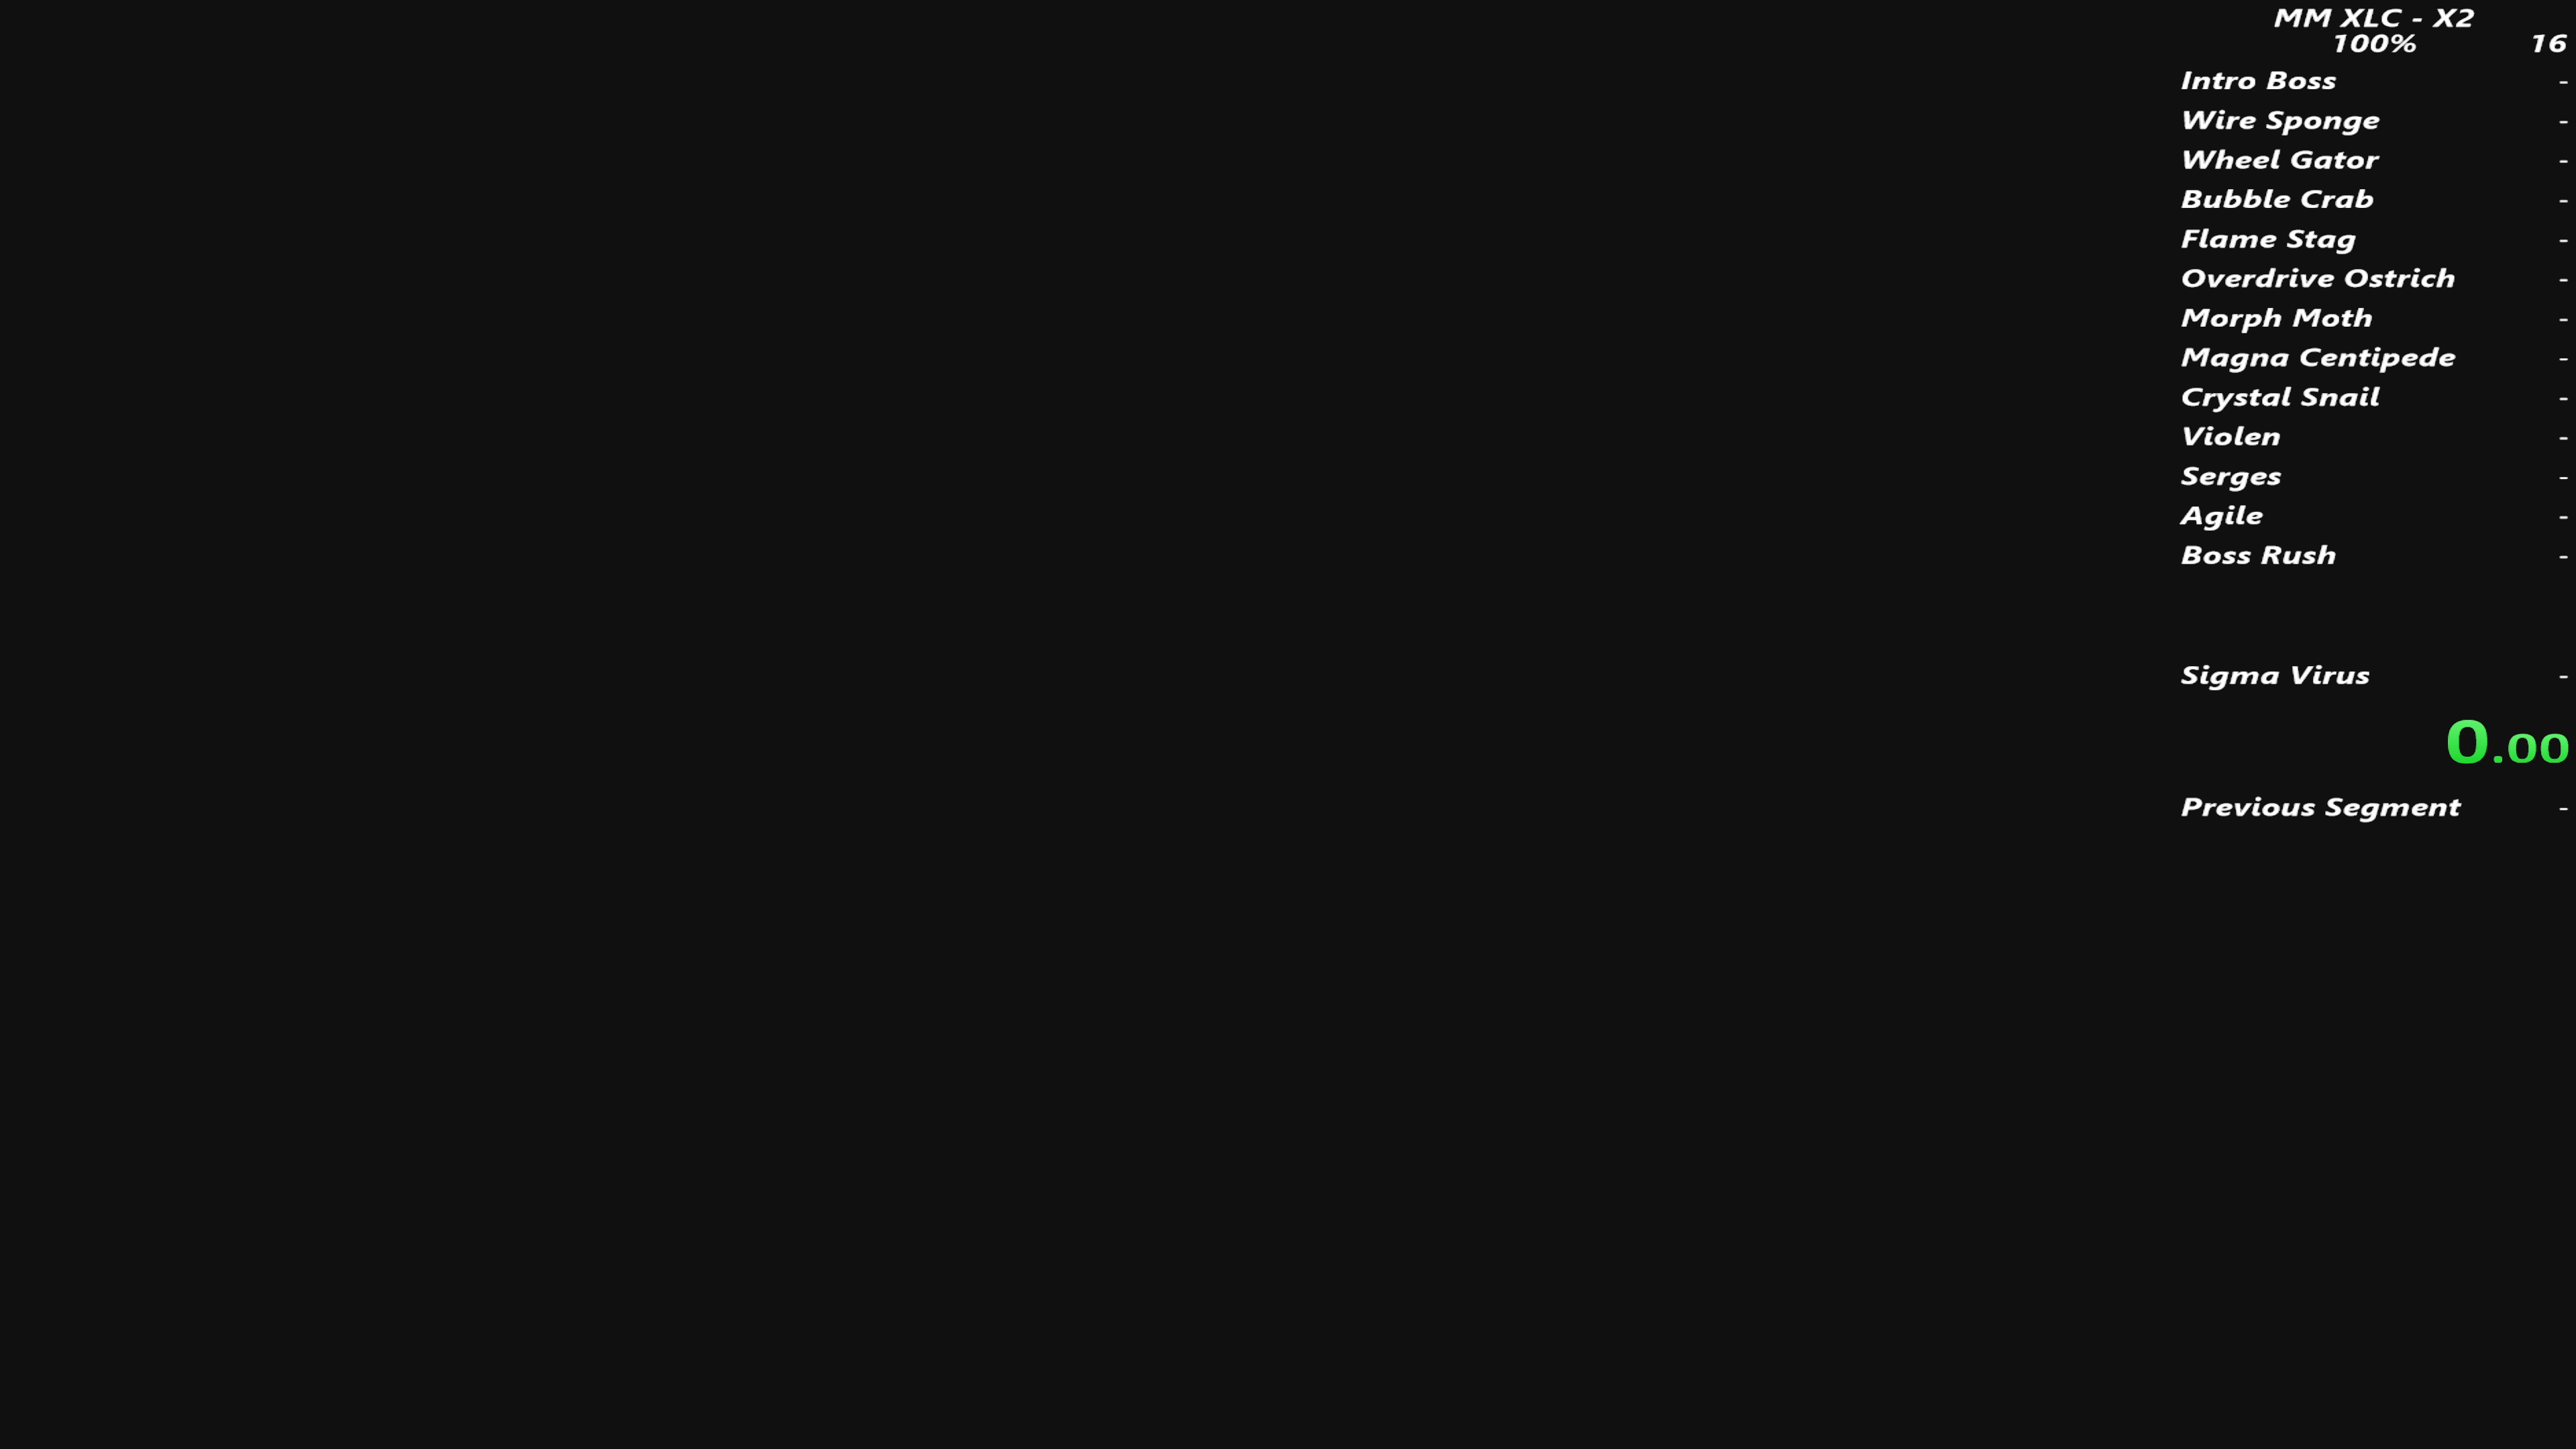 MM XLC - X2
100% 16
Intro Boss -
Wire Sponge -
Wheel Gator -
Bubble Crab -
Flame Stag -
Overdrive Ostrich -
Morph Moth -
Magna Centipede -
Crystal Snail -
Violen -
Serges -
Agile -
Boss Rush -
Sigma Virus -
0.00
Previous Segment -